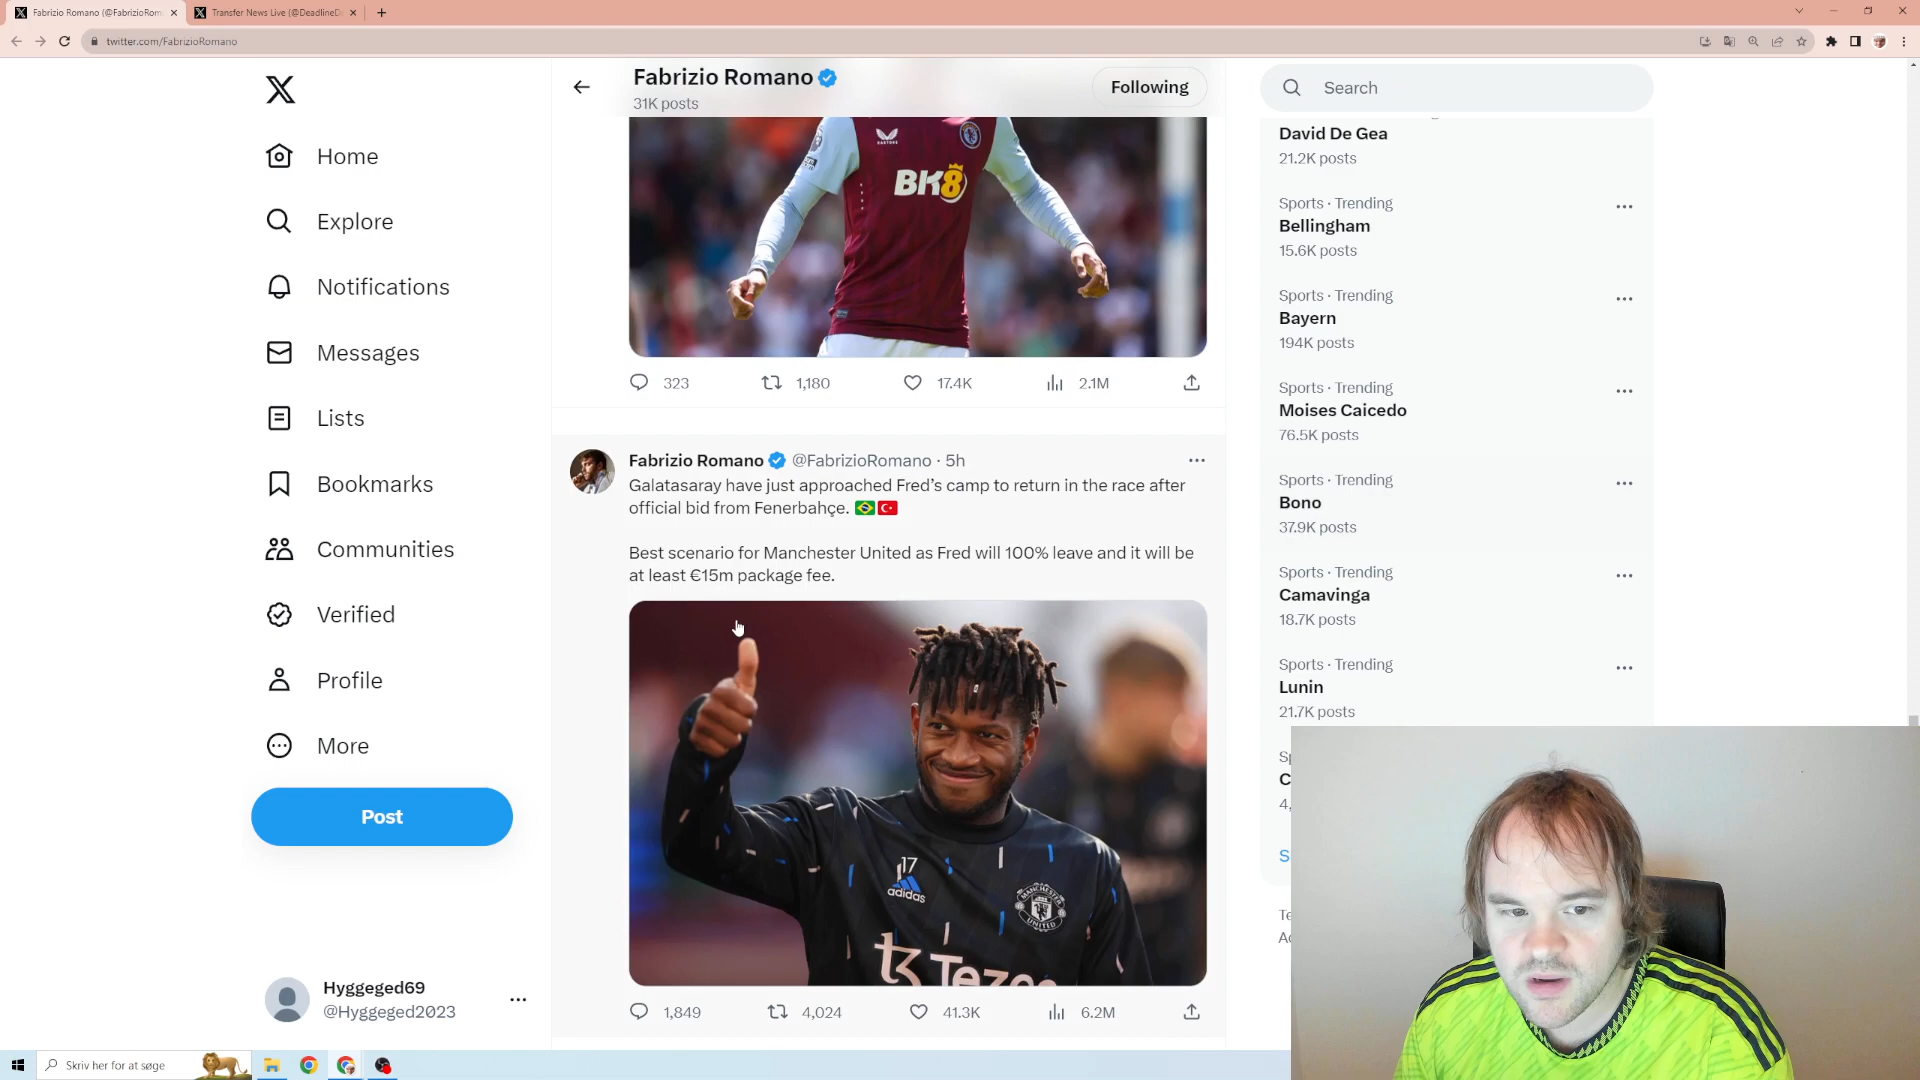 Fabrizio Romano (@FabrizioRom
Transfer News Live (@DeadlineD
twitter.com/FabrizioRomano
Home
Explore
Notifications
Messages
Lists
Bookmarks
Communities
Verified
Profile
More
Post
Hyggeged69
@Hyggeged2023
Fabrizio Romano
31K posts
Following
BK8
323
1,180
17.4K
2.1M
Fabrizio Romano @FabrizioRomano · 5h
Galatasaray have just approached Fred's camp to return in the race after
official bid from Fenerbahçe.
Best scenario for Manchester United as Fred will 100% leave and it will be
at least €15m package fee.
17
adidas
MANCHESTER
UNITED
1,849
4,024
41.3K
6.2M
Search
David De Gea
21.2K posts
Sports · Trending
Bellingham
15.6K posts
Sports · Trending
Bayern
194K posts
Sports · Trending
Moises Caicedo
76.5K posts
Sports · Trending
Bono
37.9K posts
Sports · Trending
Camavinga
18.7K posts
Sports · Trending
Lunin
21.7K posts
Skriv her for at søge